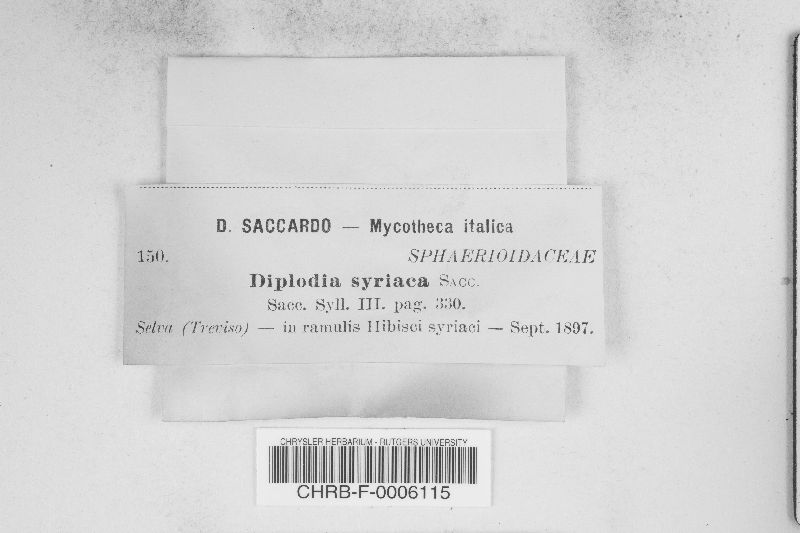 D. SACCARDO — Mycotheca italica
150. SPHAERIOIDACEAE
Diplodia syriaca SACC.
Sacc. Syll. III. pag. 330.
Selva (Treviso) — in ramulis Hibisci syriaci — Sept. 1897.
CHRYSLER HERBARIUM - RUTGERS UNIVERSITY
CHRB-F-0006115